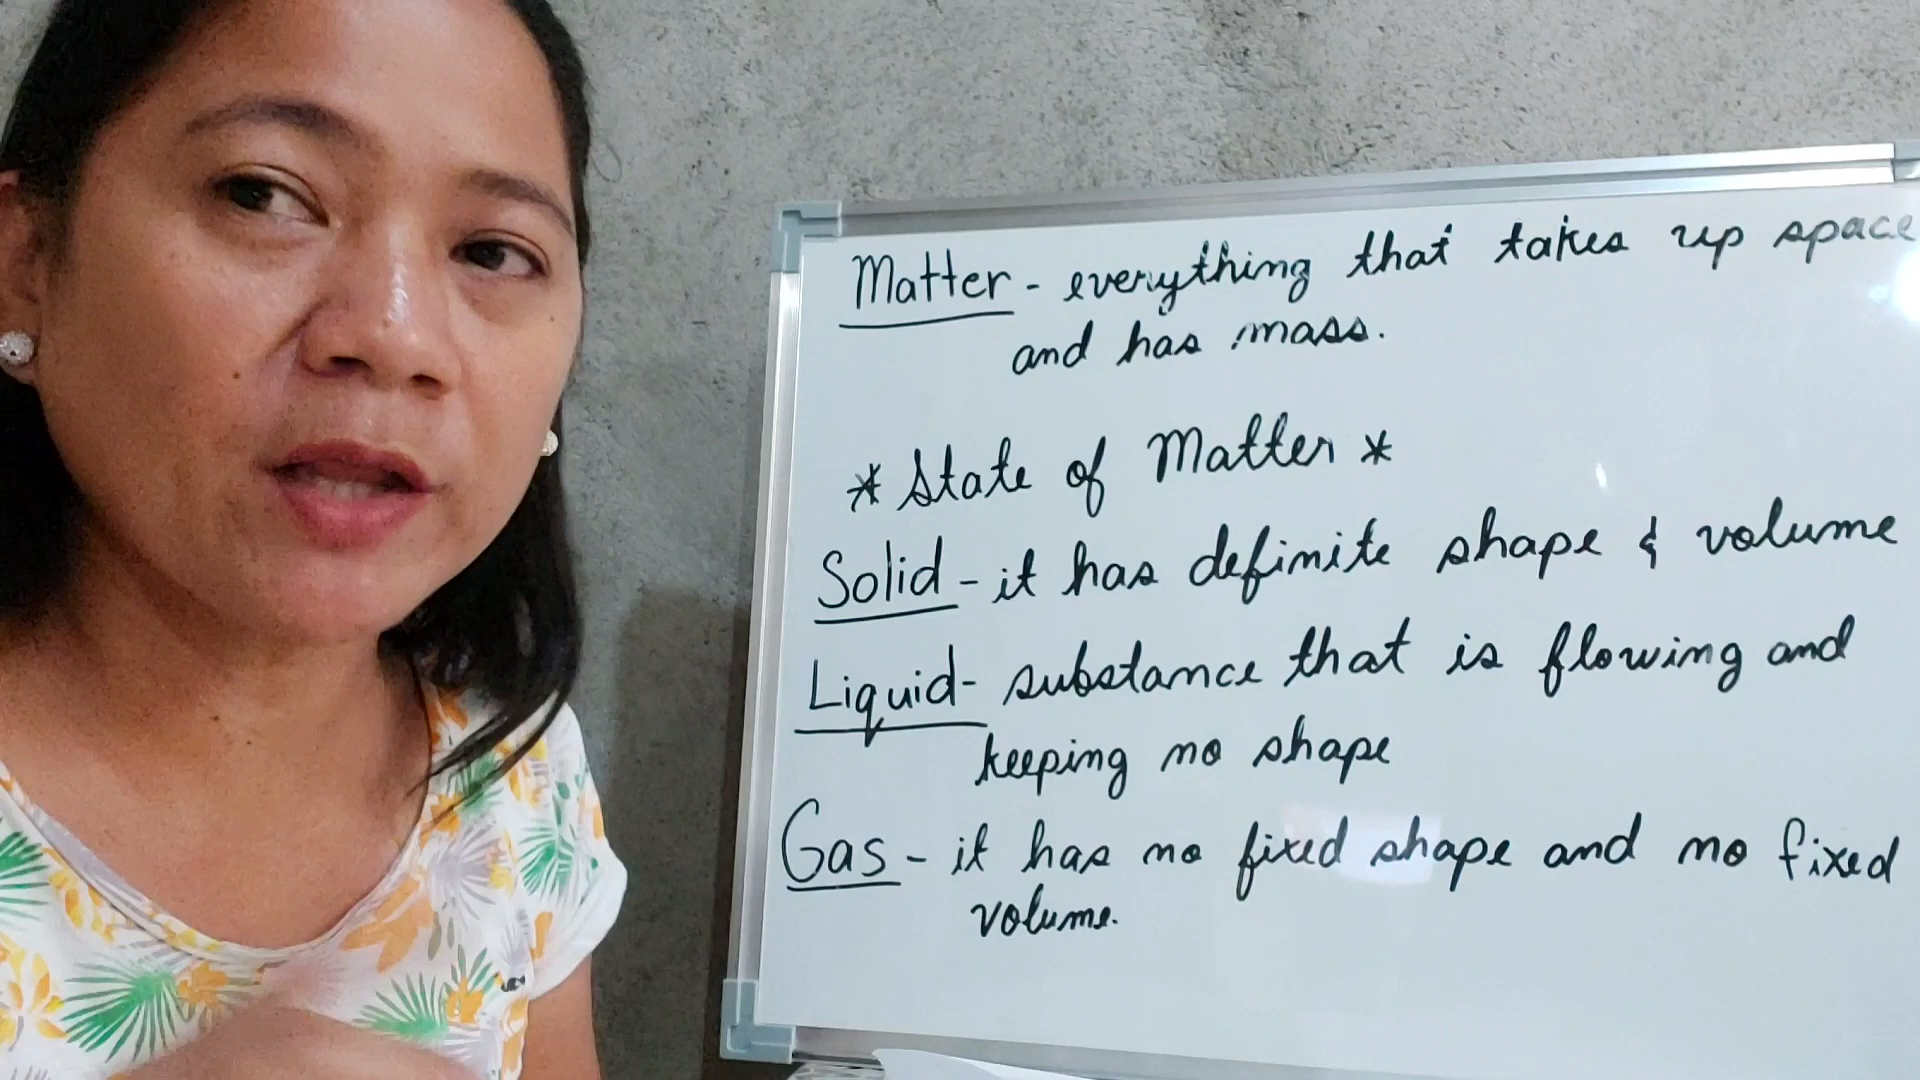 Matter - everything that takes up space
and has mass.
* State of Matter *
Solid - it has definite shape & volume
Liquid - substance that is flowing and
keeping no shape
Gas - it has no fixed shape and no fixed
volume.